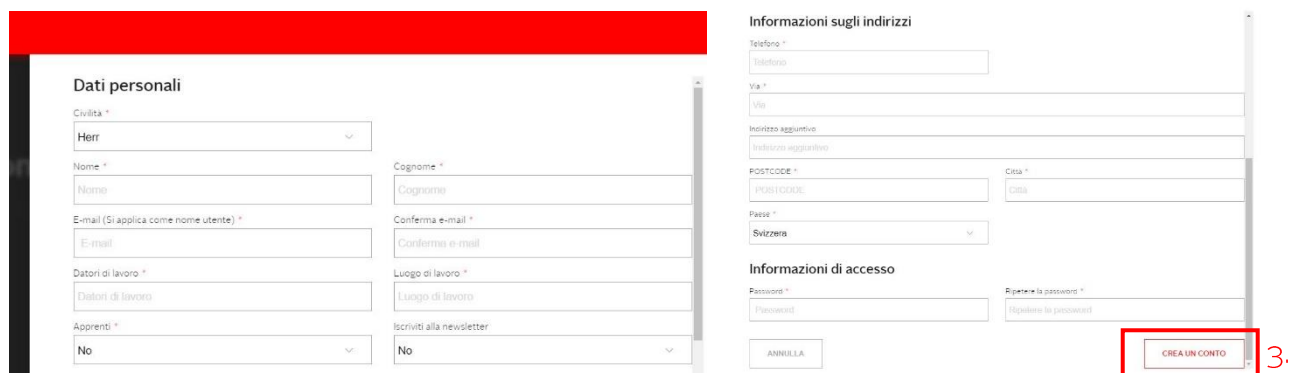 Dati personali
Civilità *
Herr
Nome * Cognome *
Nome Cognome
E-mail (Si applica come nome utente) * Conferma e-mail *
E-mail Conferma e-mail
Datori di lavoro * Luogo di lavoro *
Datori di lavoro Luogo di lavoro
Apprenti * Iscriviti alla newsletter
No No
Informazioni sugli indirizzi
Telefono *
Telefono
Via *
Via
Indirizzo aggiuntivo
Indirizzo aggiuntivo
POSTCODE * Città *
POSTCODE Città
Paese *
Svizzera
Informazioni di accesso
Password * Ripetere la password *
Password Ripetere la password
ANNULLA CREA UN CONTO 3.